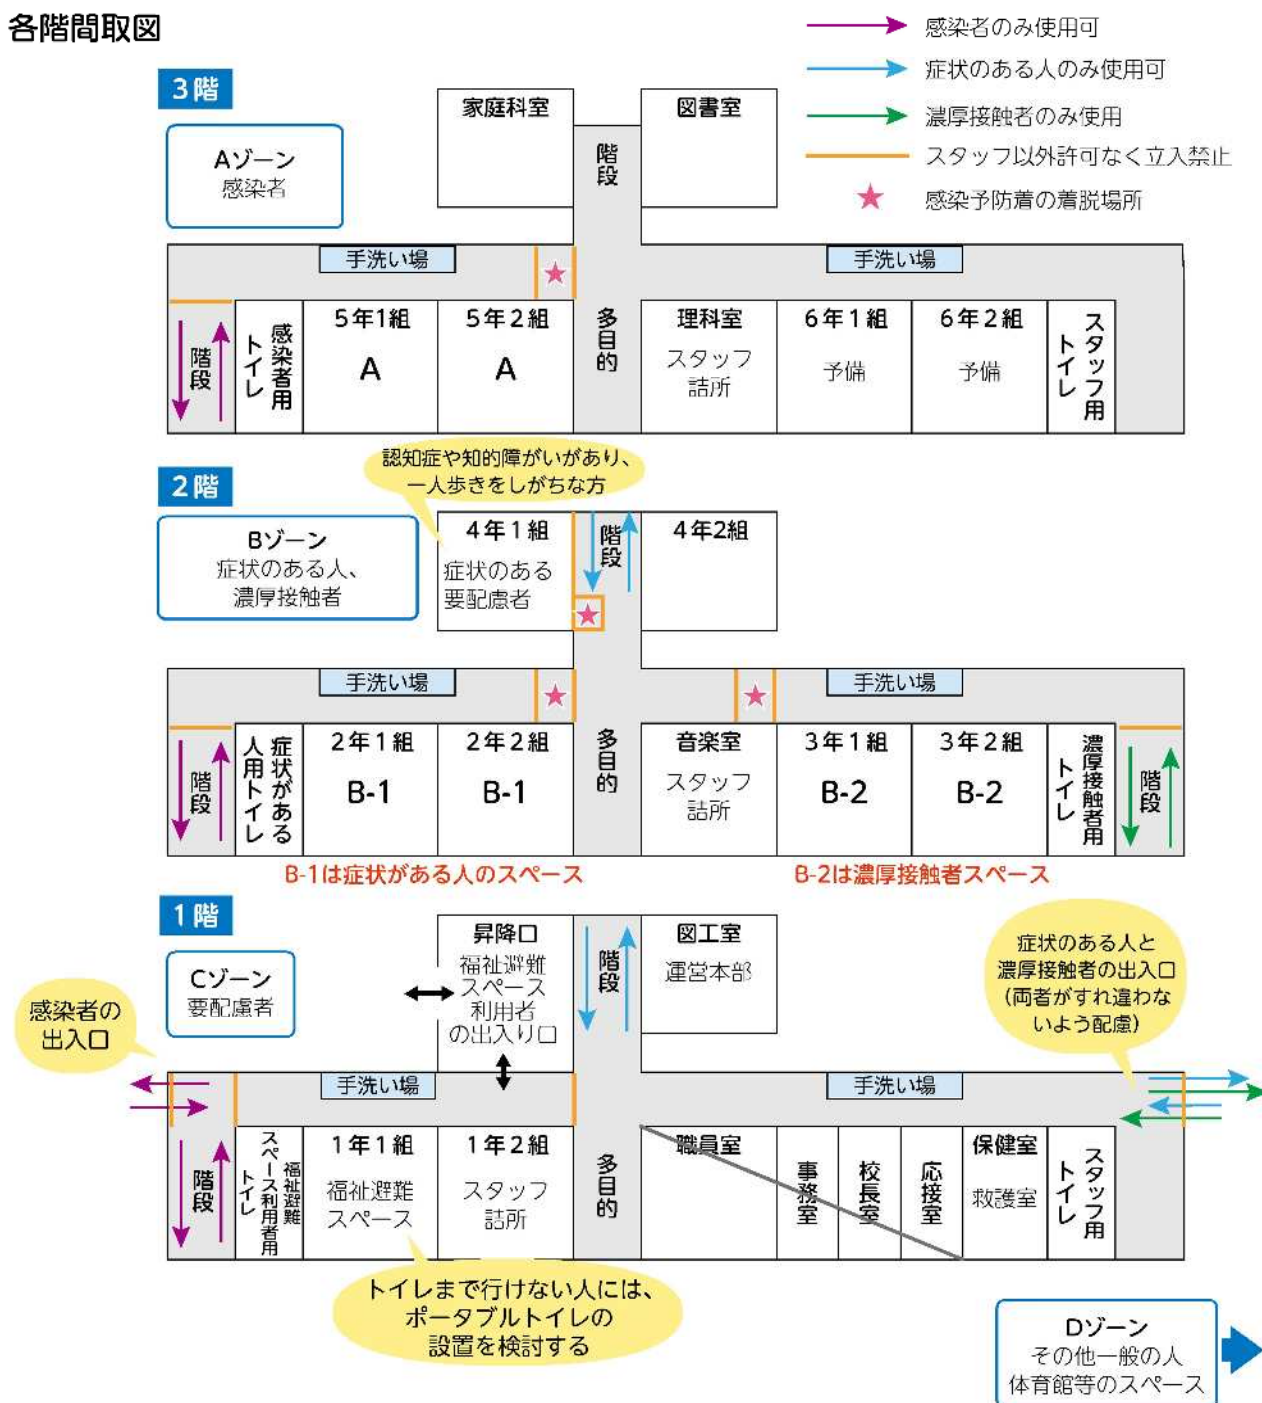 各階間取図
感染者のみ使用可
症状のある人のみ使用可
濃厚接触者のみ使用
スタッフ以外許可なく立入禁止
感染予防着の着脱場所
3階
Aゾーン
感染者
家庭科室
階段
図書室
手洗い場
手洗い場
階段
感染者用
トイレ
5年1組
A
5年2組
A
多目的
理科室
スタッフ
詰所
6年1組
予備
6年2組
予備
スタッフ用
トイレ
認知症や知的障がいがあり、
一人歩きをしがちな方
2階
Bゾーン
症状のある人、
濃厚接触者
4年1組
症状のある
要配慮者
階段
4年2組
手洗い場
手洗い場
階段
症状がある
人用トイレ
2年1組
B-1
2年2組
B-1
多目的
音楽室
スタッフ
詰所
3年1組
B-2
3年2組
B-2
濃厚接触者用
トイレ
階段
B-1は症状がある人のスペース
B-2は濃厚接触者スペース
1階
Cゾーン
要配慮者
昇降口
福祉避難
スペース
利用者
の出入り口
階段
図工室
運営本部
症状のある人と
濃厚接触者の出入口
(両者がすれ違わな
いよう配慮)
感染者の
出入口
手洗い場
手洗い場
階段
福祉避難
スペース利用者用
トイレ
1年1組
福祉避難
スペース
1年2組
スタッフ
詰所
多目的
職員室
事務室
校長室
応接室
保健室
救護室
スタッフ用
トイレ
トイレまで行けない人には、
ポータブルトイレの
設置を検討する
Dゾーン
その他一般の人
体育館等のスペース